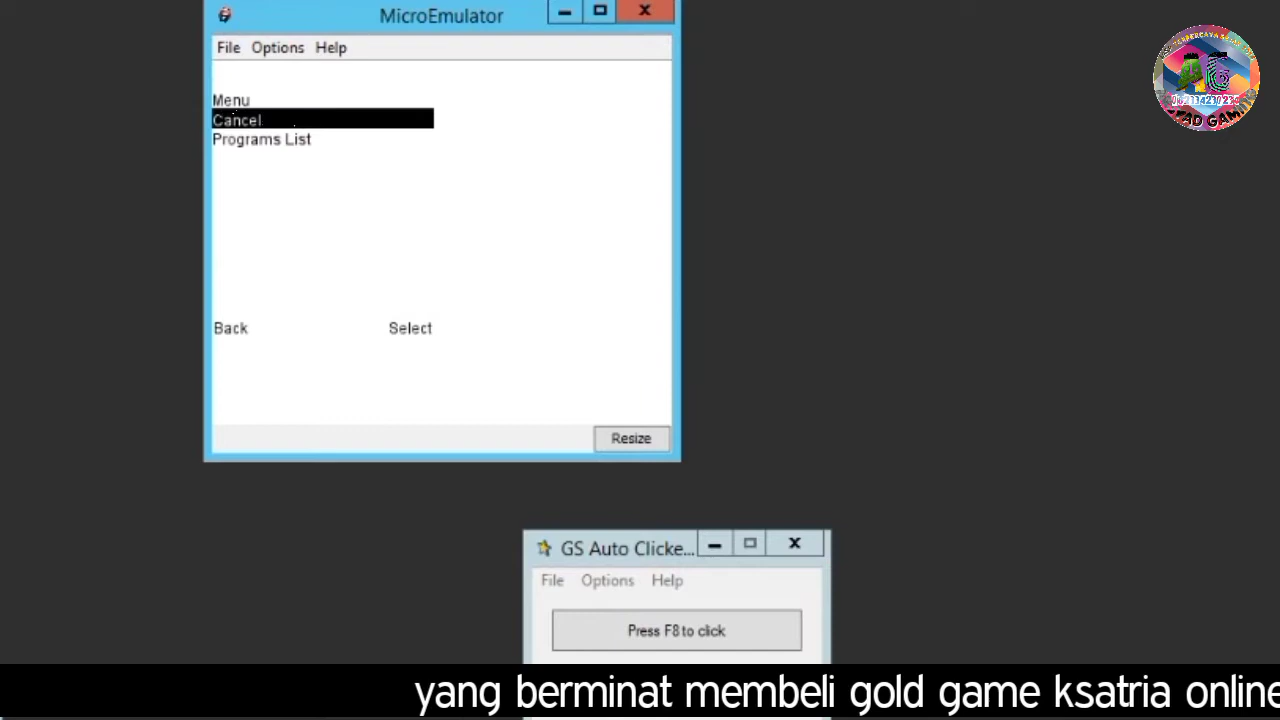 MicroEmulator
File Options Help
Menu
Cancel
Programs List
Back Select
Resize
GS Auto Clicke...
File Options Help
Press F8 to click
yang berminat membeli gold game ksatria online